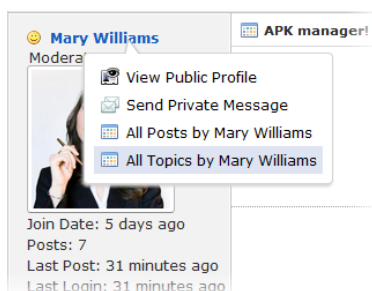 Mary Williams
APK manager!
Modera
View Public Profile
Send Private Message
All Posts by Mary Williams
All Topics by Mary Williams
Join Date: 5 days ago
Posts: 7
Last Post: 31 minutes ago
Last Login: 31 minutes ago